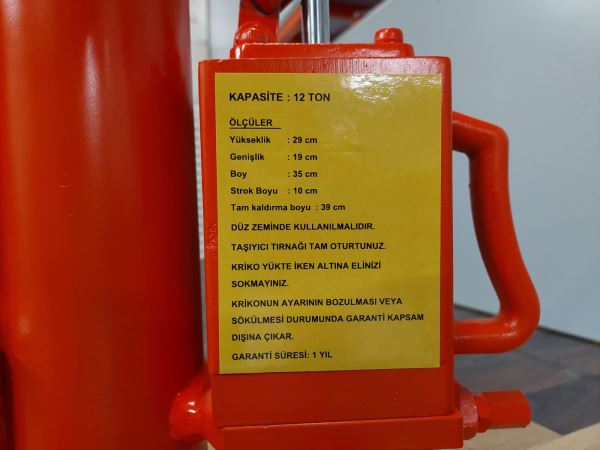 KAPASİTE : 12 TON
ÖLÇÜLER
Yükseklik : 29 cm
Genişlik : 19 cm
Boy : 35 cm
Strok Boyu : 10 cm
Tam kaldırma boyu : 39 cm
DÜZ ZEMİNDE KULLANILMALIDIR.
TAŞIYICI TIRNAĞI TAM OTURTUNUZ.
KRİKO YÜKTE İKEN ALTINA ELİNİZİ
SOKMAYINIZ.
KRİKONUN AYARININ BOZULMASI VEYA
SÖKÜLMESİ DURUMUNDA GARANTİ KAPSAM
DIŞINA ÇIKAR.
GARANTİ SÜRESİ: 1 YIL